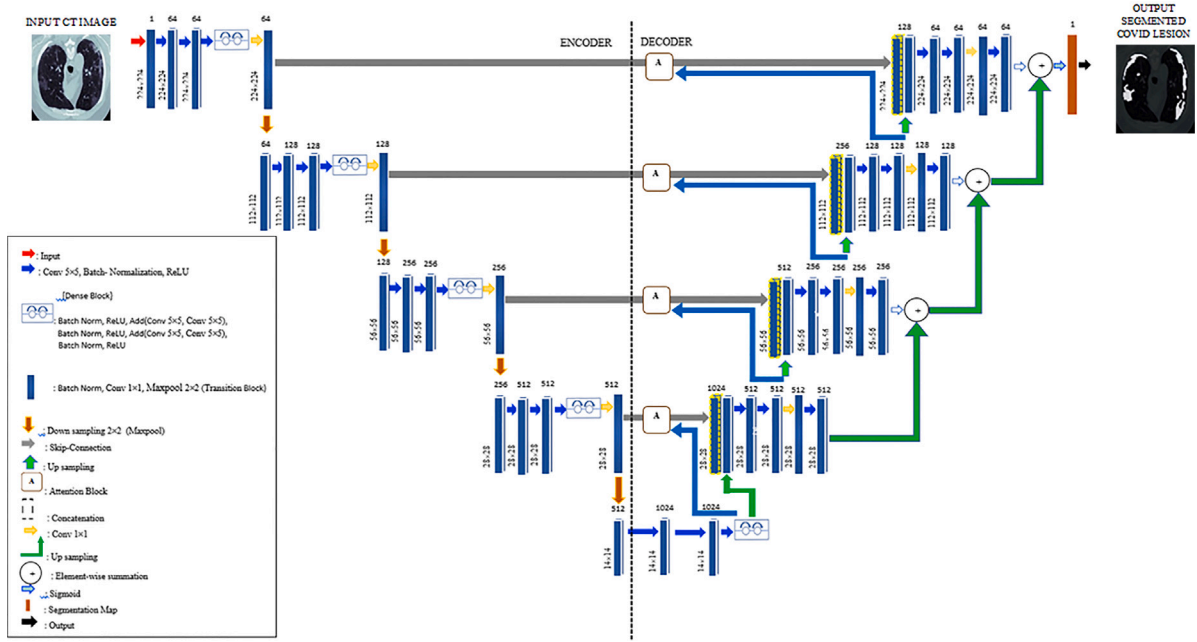 INPUT CT IMAGE
OUTPUT
SEGMENTED
COVID LESION
ENCODER
DECODER
1 64 64 64
224×224 224×224 224×224 224×224
A
128 64 64 64 64 1
224×224 224×224 224×224 224×224 224×224
+
64 128 128 128
112×112 112×112 112×112 112×112
A
256 128 128 128 128
112×112 112×112 112×112 112×112 112×112
+
128 256 256 256
56×56 56×56 56×56 56×56
A
512 256 256 256 256
56×56 56×56 56×56 56×56 56×56
+
256 512 512 512
28×28 28×28 28×28 28×28
A
1024 512 512 512 512
28×28 28×28 28×28 28×28 28×28
512 1024 1024
14×14 14×14 14×14
: Input
: Conv 5×5, Batch- Normalization, ReLU
[Dense Block]
: Batch Norm, ReLU, Add(Conv 5×5, Conv 5×5),
Batch Norm, ReLU, Add(Conv 5×5, Conv 5×5),
Batch Norm, ReLU
: Batch Norm, Conv 1×1, Maxpool 2×2 (Transition Block)
: Down sampling 2×2 (Maxpool)
: Skip-Connection
: Up sampling
A : Attention Block
: Concatenation
: Conv 1×1
: Up sampling
+ : Element-wise summation
: Sigmoid
: Segmentation Map
: Output